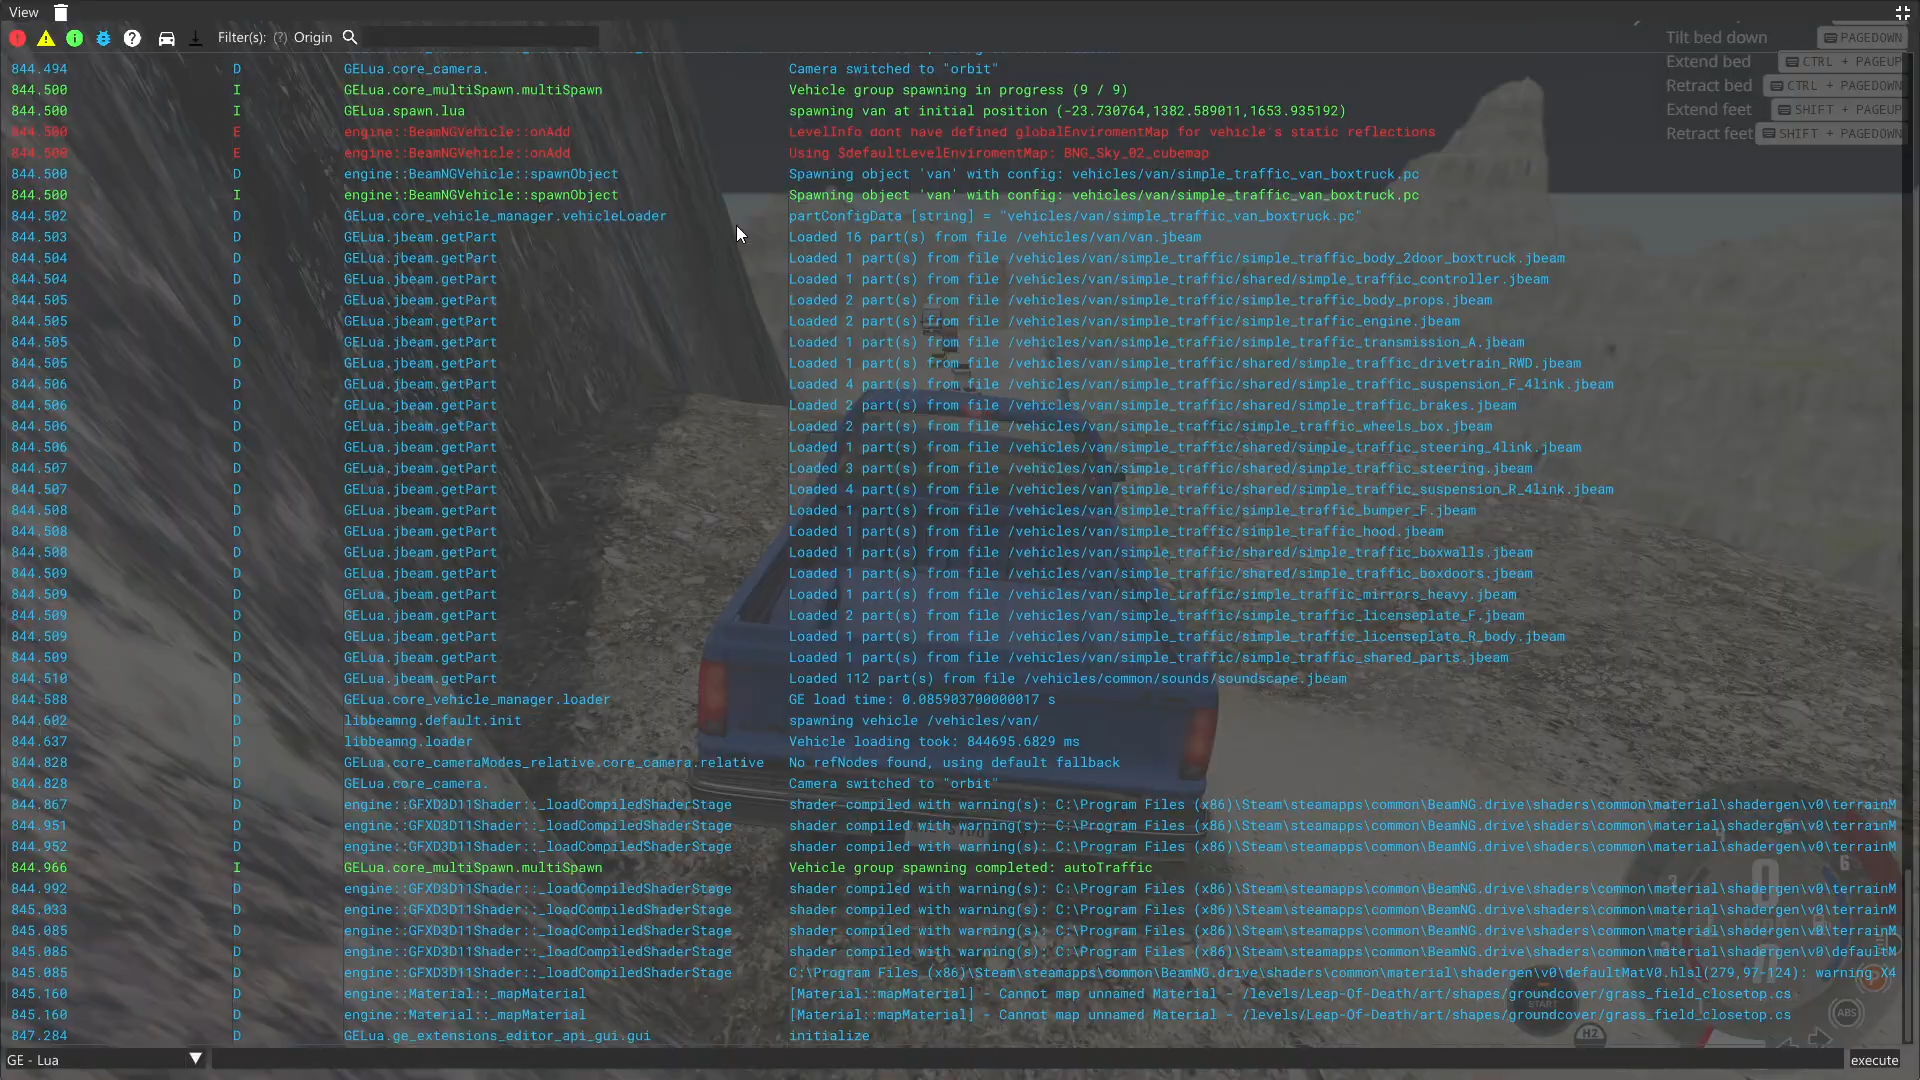 View
Filter(s): (?) Origin
Tilt bed down PAGEDOWN
Extend bed CTRL + PAGEUP
Retract bed CTRL + PAGEDOWN
Extend feet SHIFT + PAGEUP
Retract feet SHIFT + PAGEDOWN
844.494 D GELua.core_camera. Camera switched to "orbit"
844.500 I GELua.core_multiSpawn.multiSpawn Vehicle group spawning in progress (9 / 9)
844.500 I GELua.spawn.lua spawning van at initial position (-23.730764,1382.589011,1653.935192)
844.500 E engine::BeamNGVehicle::onAdd LevelInfo dont have defined globalEnviromentMap for vehicle's static reflections
844.500 E engine::BeamNGVehicle::onAdd Using $defaultLevelEnviromentMap: BNG_Sky_02_cubemap
844.500 D engine::BeamNGVehicle::spawnObject Spawning object 'van' with config: vehicles/van/simple_traffic_van_boxtruck.pc
844.500 I engine::BeamNGVehicle::spawnObject Spawning object 'van' with config: vehicles/van/simple_traffic_van_boxtruck.pc
844.502 D GELua.core_vehicle_manager.vehicleLoader partConfigData [string] = "vehicles/van/simple_traffic_van_boxtruck.pc"
844.503 D GELua.jbeam.getPart Loaded 16 part(s) from file /vehicles/van/van.jbeam
844.504 D GELua.jbeam.getPart Loaded 1 part(s) from file /vehicles/van/simple_traffic/simple_traffic_body_2door_boxtruck.jbeam
844.504 D GELua.jbeam.getPart Loaded 1 part(s) from file /vehicles/van/simple_traffic/shared/simple_traffic_controller.jbeam
844.505 D GELua.jbeam.getPart Loaded 2 part(s) from file /vehicles/van/simple_traffic/simple_traffic_body_props.jbeam
844.505 D GELua.jbeam.getPart Loaded 2 part(s) from file /vehicles/van/simple_traffic/simple_traffic_engine.jbeam
844.505 D GELua.jbeam.getPart Loaded 1 part(s) from file /vehicles/van/simple_traffic/simple_traffic_transmission_A.jbeam
844.505 D GELua.jbeam.getPart Loaded 1 part(s) from file /vehicles/van/simple_traffic/shared/simple_traffic_drivetrain_RWD.jbeam
844.506 D GELua.jbeam.getPart Loaded 4 part(s) from file /vehicles/van/simple_traffic/shared/simple_traffic_suspension_F_4link.jbeam
844.506 D GELua.jbeam.getPart Loaded 2 part(s) from file /vehicles/van/simple_traffic/shared/simple_traffic_brakes.jbeam
844.506 D GELua.jbeam.getPart Loaded 2 part(s) from file /vehicles/van/simple_traffic/simple_traffic_wheels_box.jbeam
844.506 D GELua.jbeam.getPart Loaded 1 part(s) from file /vehicles/van/simple_traffic/shared/simple_traffic_steering_4link.jbeam
844.507 D GELua.jbeam.getPart Loaded 3 part(s) from file /vehicles/van/simple_traffic/shared/simple_traffic_steering.jbeam
844.507 D GELua.jbeam.getPart Loaded 4 part(s) from file /vehicles/van/simple_traffic/shared/simple_traffic_suspension_R_4link.jbeam
844.508 D GELua.jbeam.getPart Loaded 1 part(s) from file /vehicles/van/simple_traffic/simple_traffic_bumper_F.jbeam
844.508 D GELua.jbeam.getPart Loaded 1 part(s) from file /vehicles/van/simple_traffic/simple_traffic_hood.jbeam
844.508 D GELua.jbeam.getPart Loaded 1 part(s) from file /vehicles/van/simple_traffic/shared/simple_traffic_boxwalls.jbeam
844.509 D GELua.jbeam.getPart Loaded 1 part(s) from file /vehicles/van/simple_traffic/shared/simple_traffic_boxdoors.jbeam
844.509 D GELua.jbeam.getPart Loaded 1 part(s) from file /vehicles/van/simple_traffic/simple_traffic_mirrors_heavy.jbeam
844.509 D GELua.jbeam.getPart Loaded 2 part(s) from file /vehicles/van/simple_traffic/simple_traffic_licenseplate_F.jbeam
844.509 D GELua.jbeam.getPart Loaded 1 part(s) from file /vehicles/van/simple_traffic/simple_traffic_licenseplate_R_body.jbeam
844.509 D GELua.jbeam.getPart Loaded 1 part(s) from file /vehicles/van/simple_traffic/simple_traffic_shared_parts.jbeam
844.510 D GELua.jbeam.getPart Loaded 112 part(s) from file /vehicles/common/sounds/soundscape.jbeam
844.588 D GELua.core_vehicle_manager.loader GE load time: 0.085903700000017 s
844.602 D libbeamng.default.init spawning vehicle /vehicles/van/
844.637 D libbeamng.loader Vehicle loading took: 844695.6829 ms
844.828 D GELua.core_cameraModes_relative.core_camera.relative No refNodes found, using default fallback
844.828 D GELua.core_camera. Camera switched to "orbit"
844.867 D engine::GFXD3D11Shader::_loadCompiledShaderStage shader compiled with warning(s): C:\Program Files (x86)\Steam\steamapps\common\BeamNG.drive\shaders\common\material\shadergen\v0\terrainM
844.951 D engine::GFXD3D11Shader::_loadCompiledShaderStage shader compiled with warning(s): C:\Program Files (x86)\Steam\steamapps\common\BeamNG.drive\shaders\common\material\shadergen\v0\terrainM
844.952 D engine::GFXD3D11Shader::_loadCompiledShaderStage shader compiled with warning(s): C:\Program Files (x86)\Steam\steamapps\common\BeamNG.drive\shaders\common\material\shadergen\v0\terrainM
844.966 I GELua.core_multiSpawn.multiSpawn Vehicle group spawning completed: autoTraffic
844.992 D engine::GFXD3D11Shader::_loadCompiledShaderStage shader compiled with warning(s): C:\Program Files (x86)\Steam\steamapps\common\BeamNG.drive\shaders\common\material\shadergen\v0\terrainM
845.033 D engine::GFXD3D11Shader::_loadCompiledShaderStage shader compiled with warning(s): C:\Program Files (x86)\Steam\steamapps\common\BeamNG.drive\shaders\common\material\shadergen\v0\terrainM
845.085 D engine::GFXD3D11Shader::_loadCompiledShaderStage shader compiled with warning(s): C:\Program Files (x86)\Steam\steamapps\common\BeamNG.drive\shaders\common\material\shadergen\v0\terrainM
845.085 D engine::GFXD3D11Shader::_loadCompiledShaderStage shader compiled with warning(s): C:\Program Files (x86)\Steam\steamapps\common\BeamNG.drive\shaders\common\material\shadergen\v0\defaultM
845.085 D engine::GFXD3D11Shader::_loadCompiledShaderStage C:\Program Files (x86)\Steam\steamapps\common\BeamNG.drive\shaders\common\material\shadergen\v0\defaultMatV0.hlsl(279,97-124): warning X4
845.160 D engine::Material::_mapMaterial [Material::mapMaterial] - Cannot map unnamed Material - /levels/Leap-Of-Death/art/shapes/groundcover/grass_field_closetop.cs
845.160 D engine::Material::_mapMaterial [Material::mapMaterial] - Cannot map unnamed Material - /levels/Leap-Of-Death/art/shapes/groundcover/grass_field_closetop.cs
847.284 D GELua.ge_extensions_editor_api_gui.gui initialize
START
ABS
H2
GE - Lua
execute